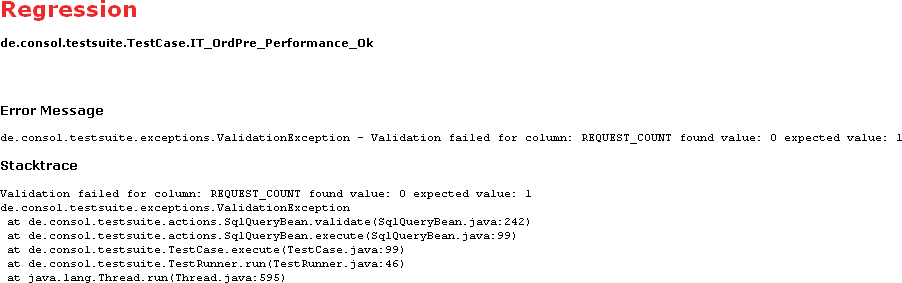 Regression
de.consol.testsuite.TestCase.IT_OrdPre_Performance_Ok
Error Message
de.consol.testsuite.exceptions.ValidationException - Validation failed for column: REQUEST_COUNT found value: 0 expected value: 1
Stacktrace
Validation failed for column: REQUEST_COUNT found value: 0 expected value: 1
de.consol.testsuite.exceptions.ValidationException
 at de.consol.testsuite.actions.SqlQueryBean.validate(SqlQueryBean.java:242)
 at de.consol.testsuite.actions.SqlQueryBean.execute(SqlQueryBean.java:99)
 at de.consol.testsuite.TestCase.execute(TestCase.java:99)
 at de.consol.testsuite.TestRunner.run(TestRunner.java:46)
 at java.lang.Thread.run(Thread.java:595)